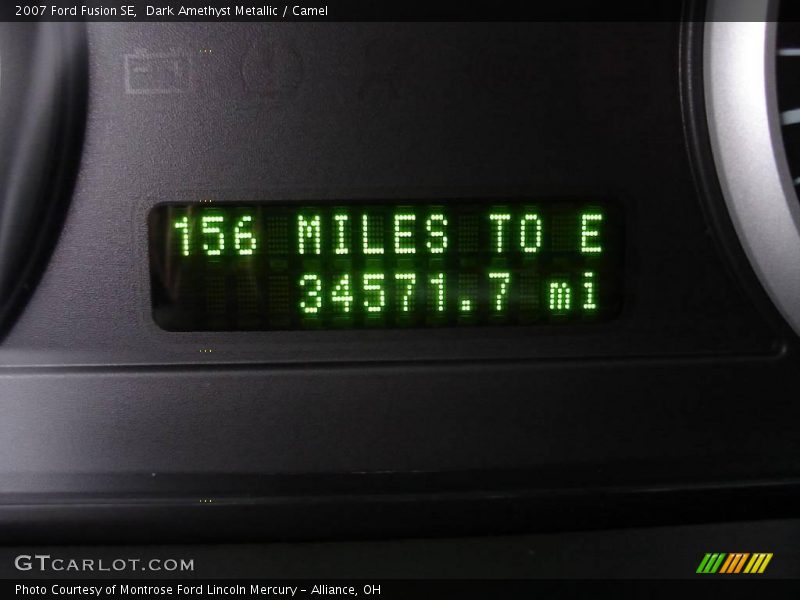 2007 Ford Fusion SE, Dark Amethyst Metallic / Camel
156 MILES TO E
34571.7 mi
GTCARLOT.COM
Photo Courtesy of Montrose Ford Lincoln Mercury - Alliance, OH